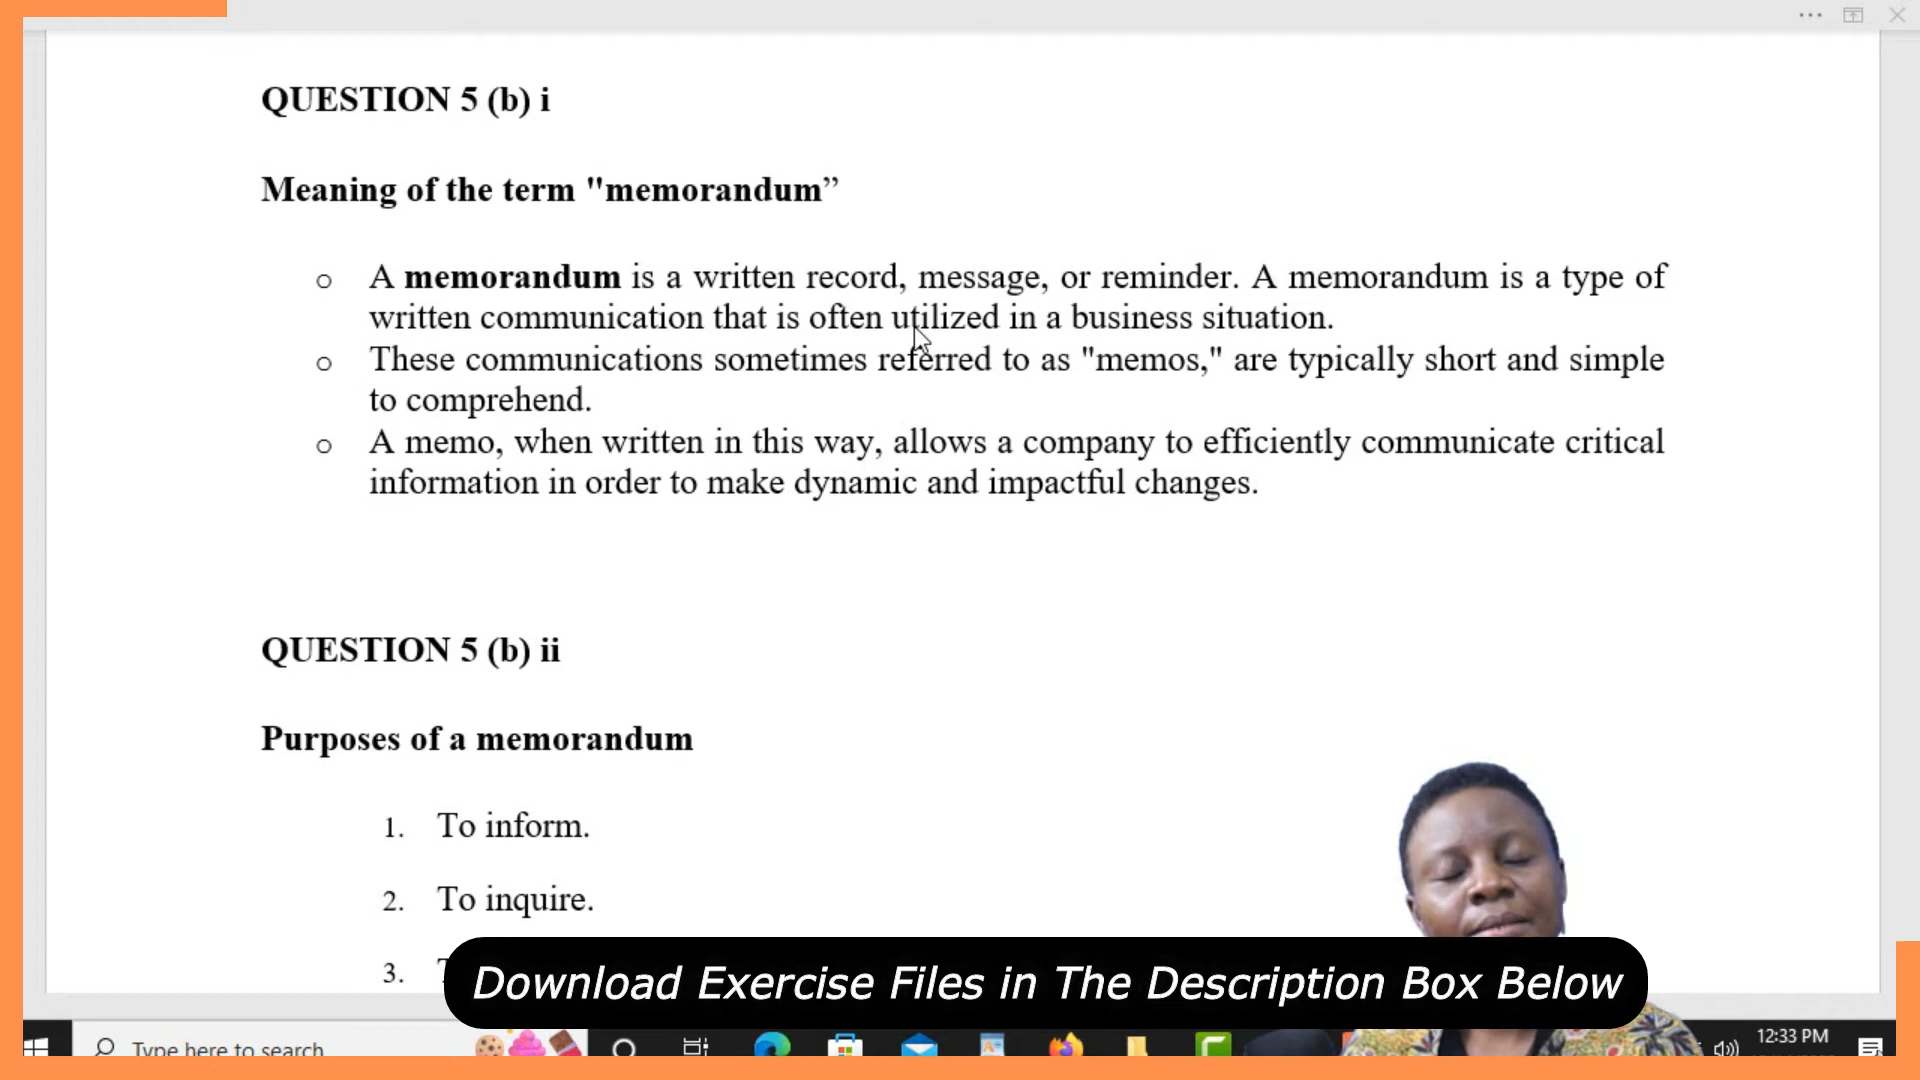 QUESTION 5 (b) i
Meaning of the term "memorandum”
o A memorandum is a written record, message, or reminder. A memorandum is a type of
written communication that is often utilized in a business situation.
o These communications sometimes referred to as "memos," are typically short and simple
to comprehend.
o A memo, when written in this way, allows a company to efficiently communicate critical
information in order to make dynamic and impactful changes.
QUESTION 5 (b) ii
Purposes of a memorandum
1. To inform.
2. To inquire.
3.
Download Exercise Files in The Description Box Below
Type here to search
12:33 PM